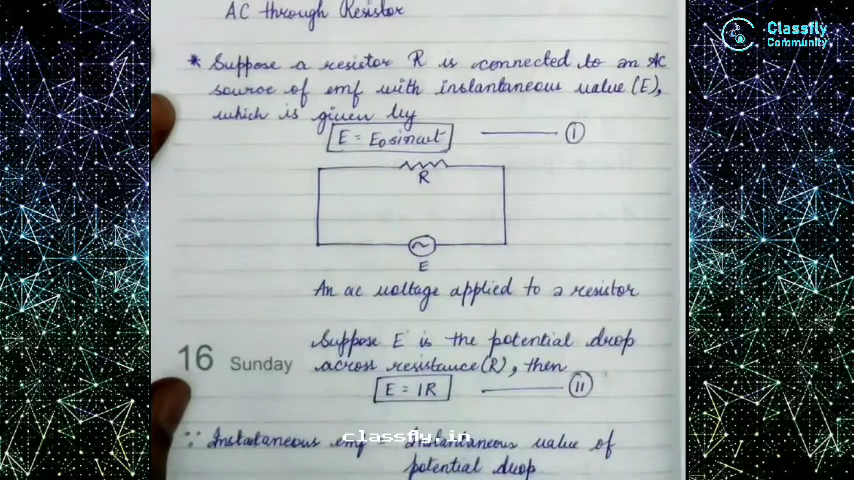 AC through Resistor
Classfly
Community
* Suppose a resistor R is connected to an AC
source of emf with instantaneous value (E),
which is given by
E = E₀sinωt ——— (I)
R
E
An ac voltage applied to a resistor
Suppose E' is the potential drop
16 Sunday across resistance (R), then
E = IR ——— (II)
∵ Instantaneous emf = Instantaneous value of
classfly.in
potential drop